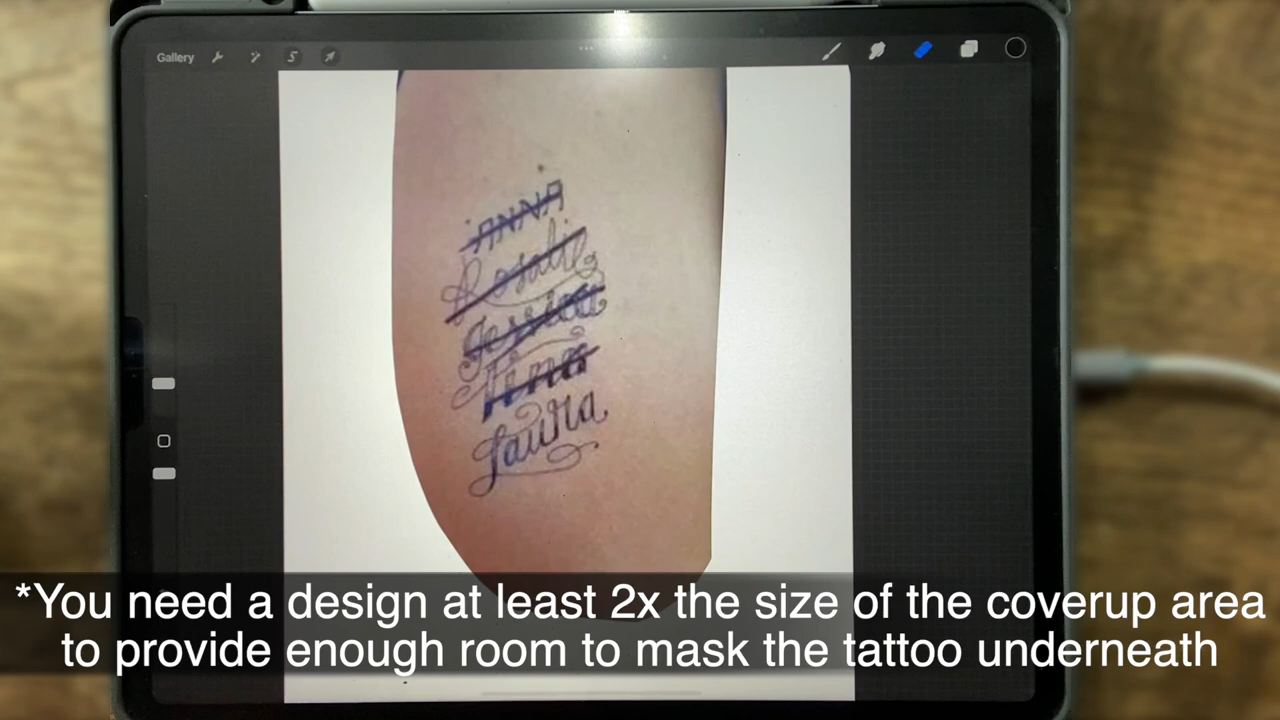 Gallery
ANNA
Rosalie
Jessica
Tina
Laura
*You need a design at least 2x the size of the coverup area
to provide enough room to mask the tattoo underneath